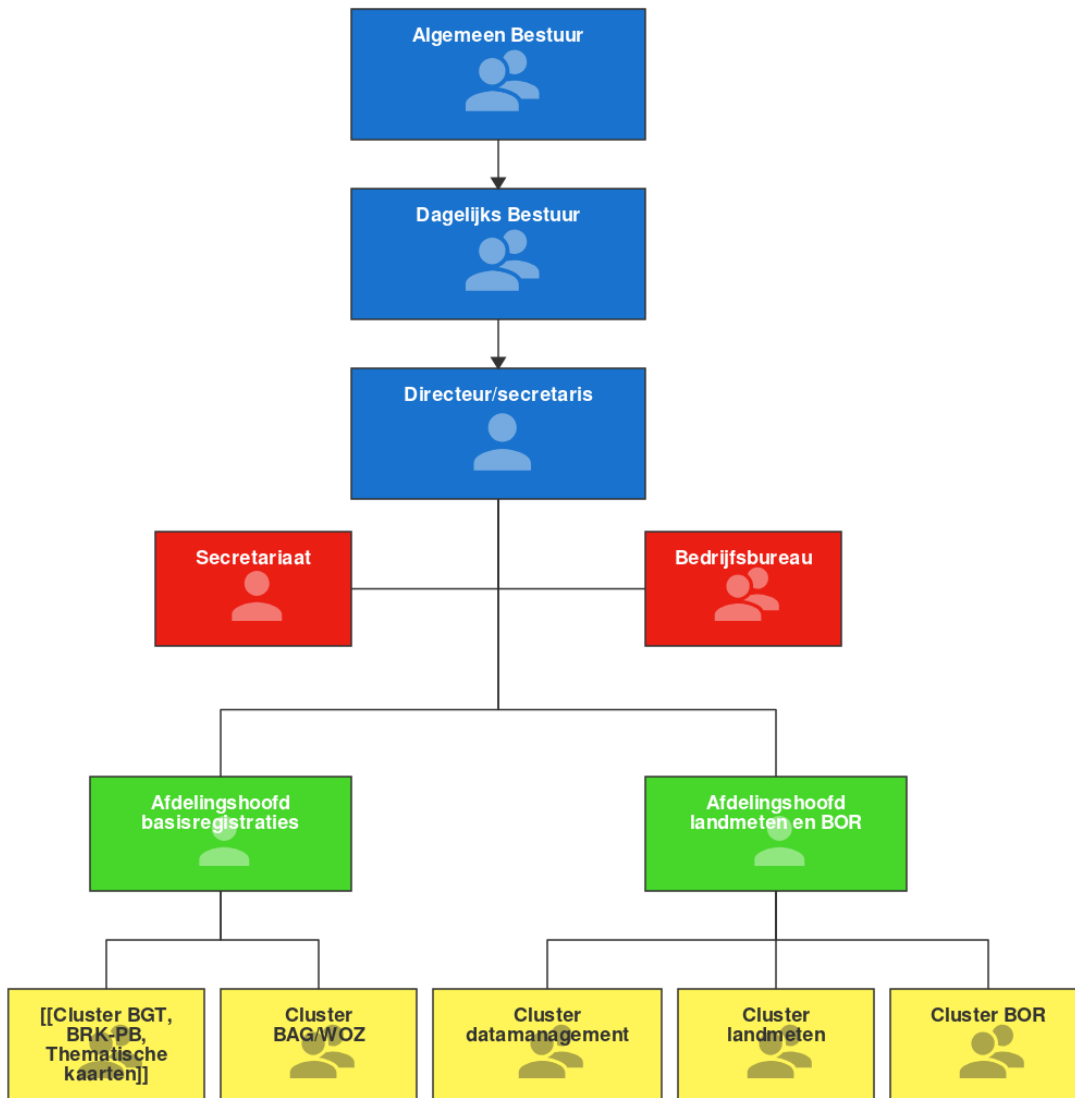 Algemeen Bestuur
Dagelijks Bestuur
Directeur/secretaris
Secretariaat
Bedrijfsbureau
Afdelingshoofd
basisregistraties
Afdelingshoofd
landmeten en BOR
[[Cluster BGT,
BRK-PB,
Thematische
kaarten]]
Cluster
BAG/WOZ
Cluster
datamanagement
Cluster
landmeten
Cluster BOR